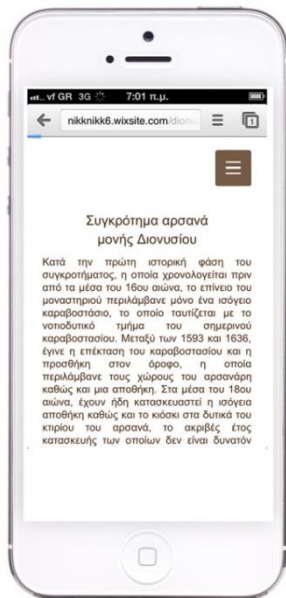 vf GR 3G 7:01 π.μ.
nikknikk6.wixsite.com/dioni
1
Συγκρότημα αρσανά
μονής Διονυσίου
Κατά την πρώτη ιστορική φάση του
συγκροτήματος, η οποία χρονολογείται πριν
από τα μέσα του 16ου αιώνα, το επίνειο του
μοναστηριού περιλάμβανε μόνο ένα ισόγειο
καραβοστάσιο, το οποίο ταυτίζεται με το
νοτιοδυτικό τμήμα του σημερινού
καραβοστασίου. Μεταξύ των 1593 και 1636,
έγινε η επέκταση του καραβοστασίου και η
προσθήκη στον όροφο, η οποία
περιλάμβανε τους χώρους του αρσανάρη
καθώς και μια αποθήκη. Στα μέσα του 18ου
αιώνα, έχουν ήδη κατασκευαστεί η ισόγεια
αποθήκη καθώς και το κιόσκι στα δυτικά του
κτιρίου του αρσανά, το ακριβές έτος
κατασκευής των οποίων δεν είναι δυνατόν